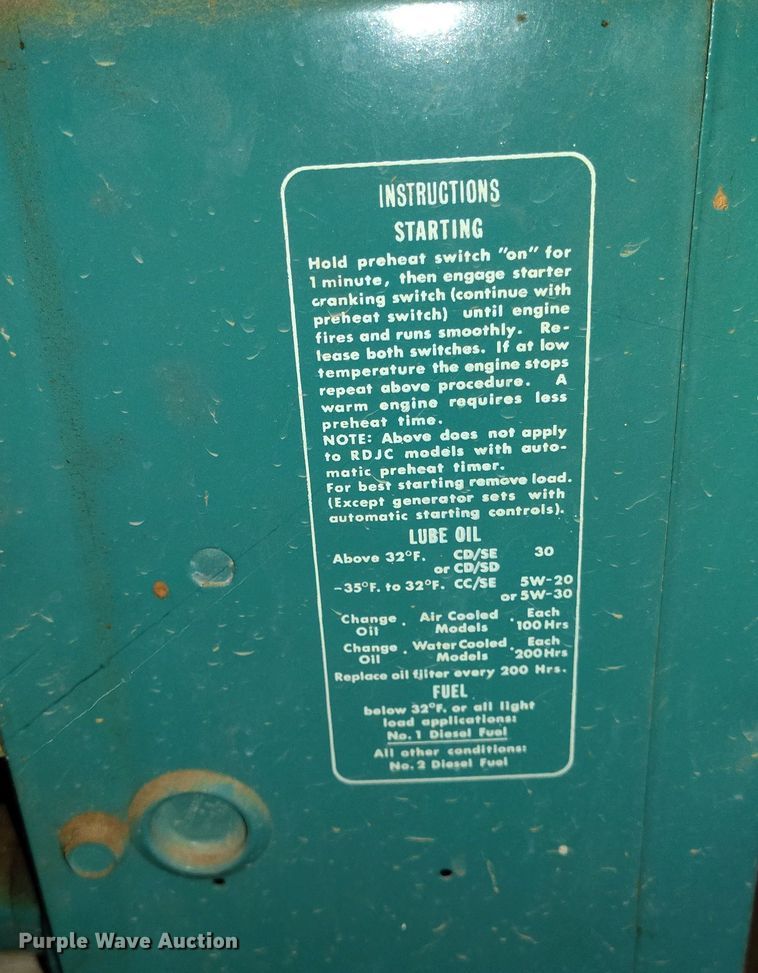 INSTRUCTIONS
STARTING
Hold preheat switch "on" for
1 minute, then engage starter
cranking switch (continue with
preheat switch) until engine
fires and runs smoothly. Re-
lease both switches. If at low
temperature the engine stops
repeat above procedure. A
warm engine requires less
preheat time.
NOTE: Above does not apply
to RDJC models with auto-
matic preheat timer.
For best starting remove load.
(Except generator sets with
automatic starting controls).
LUBE OIL
Above 32°F. CD/SE 30
or CD/SD
-35°F. to 32°F. CC/SE 5W-20
or 5W-30
Change Oil . Air Cooled Models . Each 100 Hrs
Change Oil . Water Cooled Models . Each 200 Hrs
Replace oil filter every 200 Hrs.
FUEL
below 32°F. or all light
load applications:
No. 1 Diesel Fuel
All other conditions:
No. 2 Diesel Fuel
Purple Wave Auction